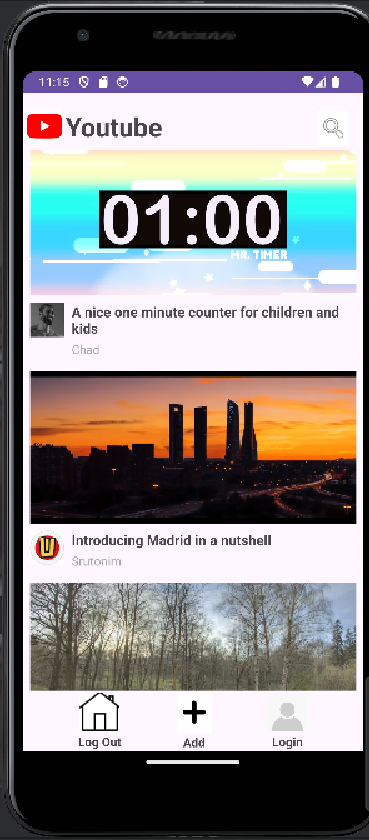 11:15
Youtube
01:00
MR. TIMER
A nice one minute counter for children and
kids
Chad
Introducing Madrid in a nutshell
Srutonim
Log Out
Add
Login